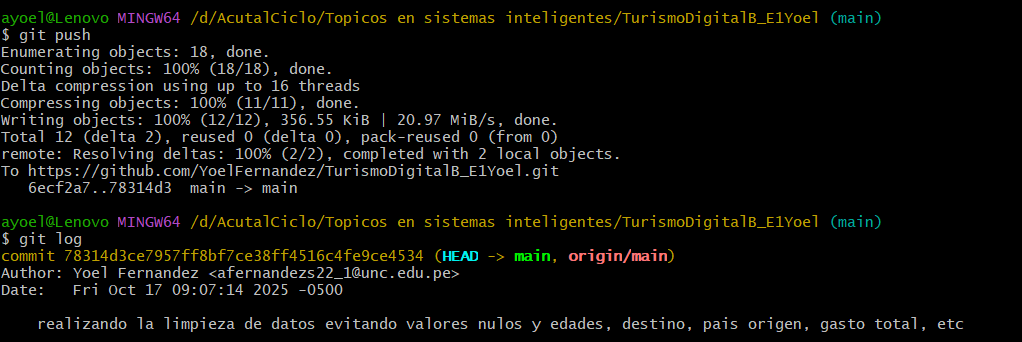 ayoel@Lenovo MINGW64 /d/AcutalCiclo/Topicos en sistemas inteligentes/TurismoDigitalB_E1Yoel (main)
$ git push
Enumerating objects: 18, done.
Counting objects: 100% (18/18), done.
Delta compression using up to 16 threads
Compressing objects: 100% (11/11), done.
Writing objects: 100% (12/12), 356.55 KiB | 20.97 MiB/s, done.
Total 12 (delta 2), reused 0 (delta 0), pack-reused 0 (from 0)
remote: Resolving deltas: 100% (2/2), completed with 2 local objects.
To https://github.com/YoelFernandez/TurismoDigitalB_E1Yoel.git
   6ecf2a7..78314d3  main -> main
ayoel@Lenovo MINGW64 /d/AcutalCiclo/Topicos en sistemas inteligentes/TurismoDigitalB_E1Yoel (main)
$ git log
commit 78314d3ce7957ff8bf7ce38ff4516c4fe9ce4534 (HEAD -> main, origin/main)
Author: Yoel Fernandez <afernandezs22_1@unc.edu.pe>
Date:   Fri Oct 17 09:07:14 2025 -0500
    realizando la limpieza de datos evitando valores nulos y edades, destino, pais origen, gasto total, etc